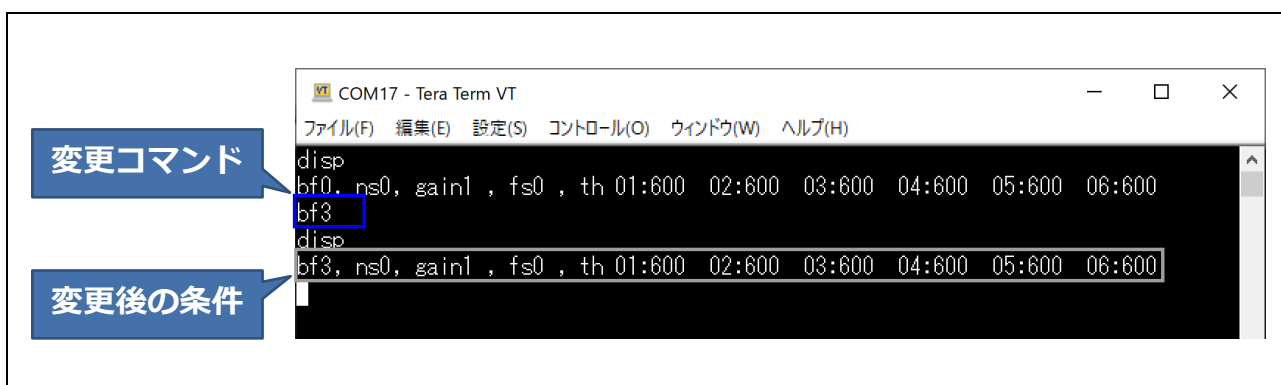 COM17 - Tera Term VT
ファイル(F) 編集(E) 設定(S) コントロール(O) ウィンドウ(W) ヘルプ(H)
変更コマンド
disp
bf0, ns0, gain1 , fs0 , th 01:600 02:600 03:600 04:600 05:600 06:600
bf3
disp
bf3, ns0, gain1 , fs0 , th 01:600 02:600 03:600 04:600 05:600 06:600
変更後の条件